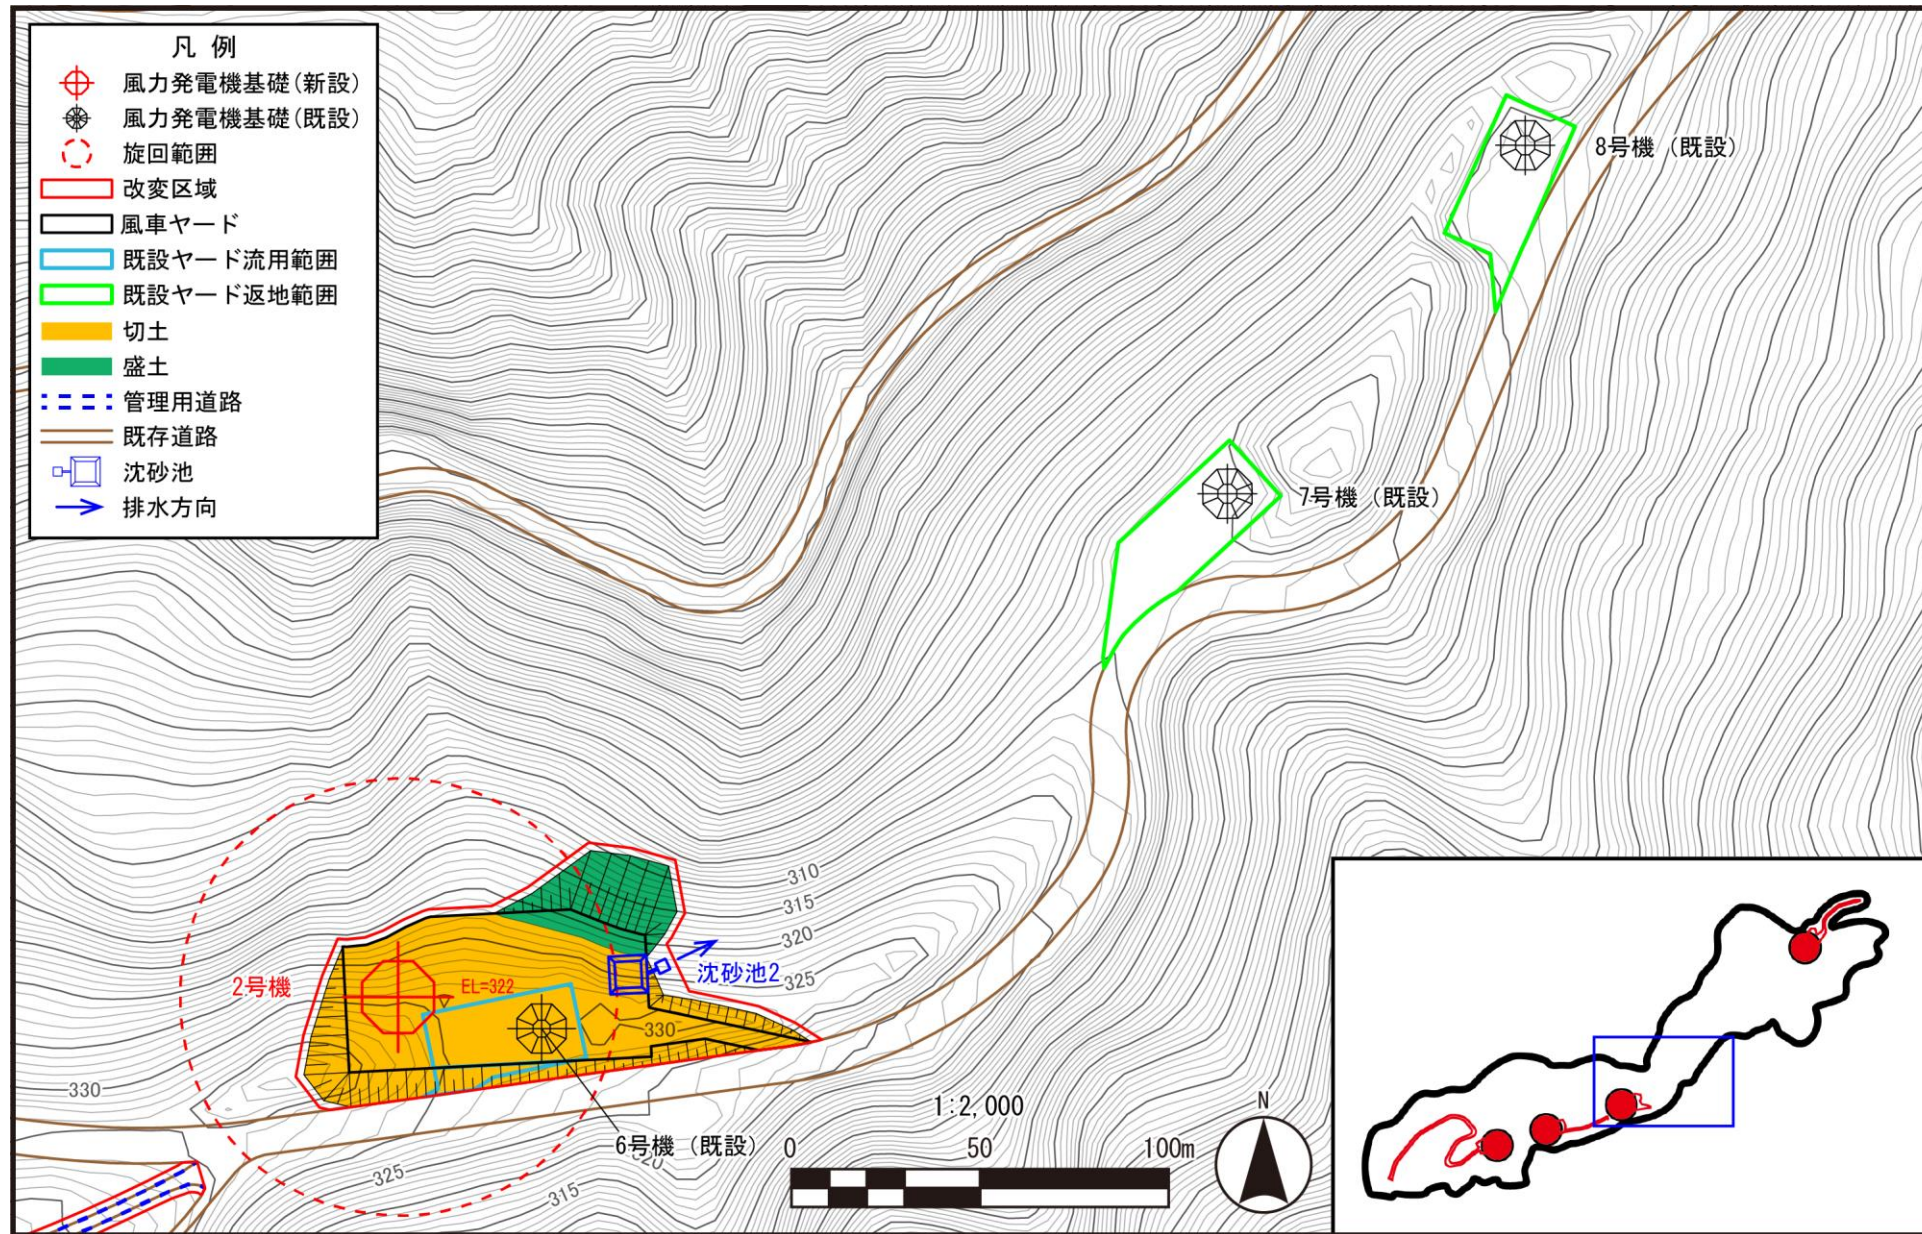 凡 例
風力発電機基礎(新設)
風力発電機基礎(既設)
旋回範囲
改変区域
風車ヤード
既設ヤード流用範囲
既設ヤード返地範囲
切土
盛土
管理用道路
既存道路
沈砂池
排水方向
8号機 (既設)
7号機 (既設)
310
315
320
325
沈砂池2
2号機
EL=322
330
330
6号機 (既設)
320
325
315
1:2,000
0 50 100m
N